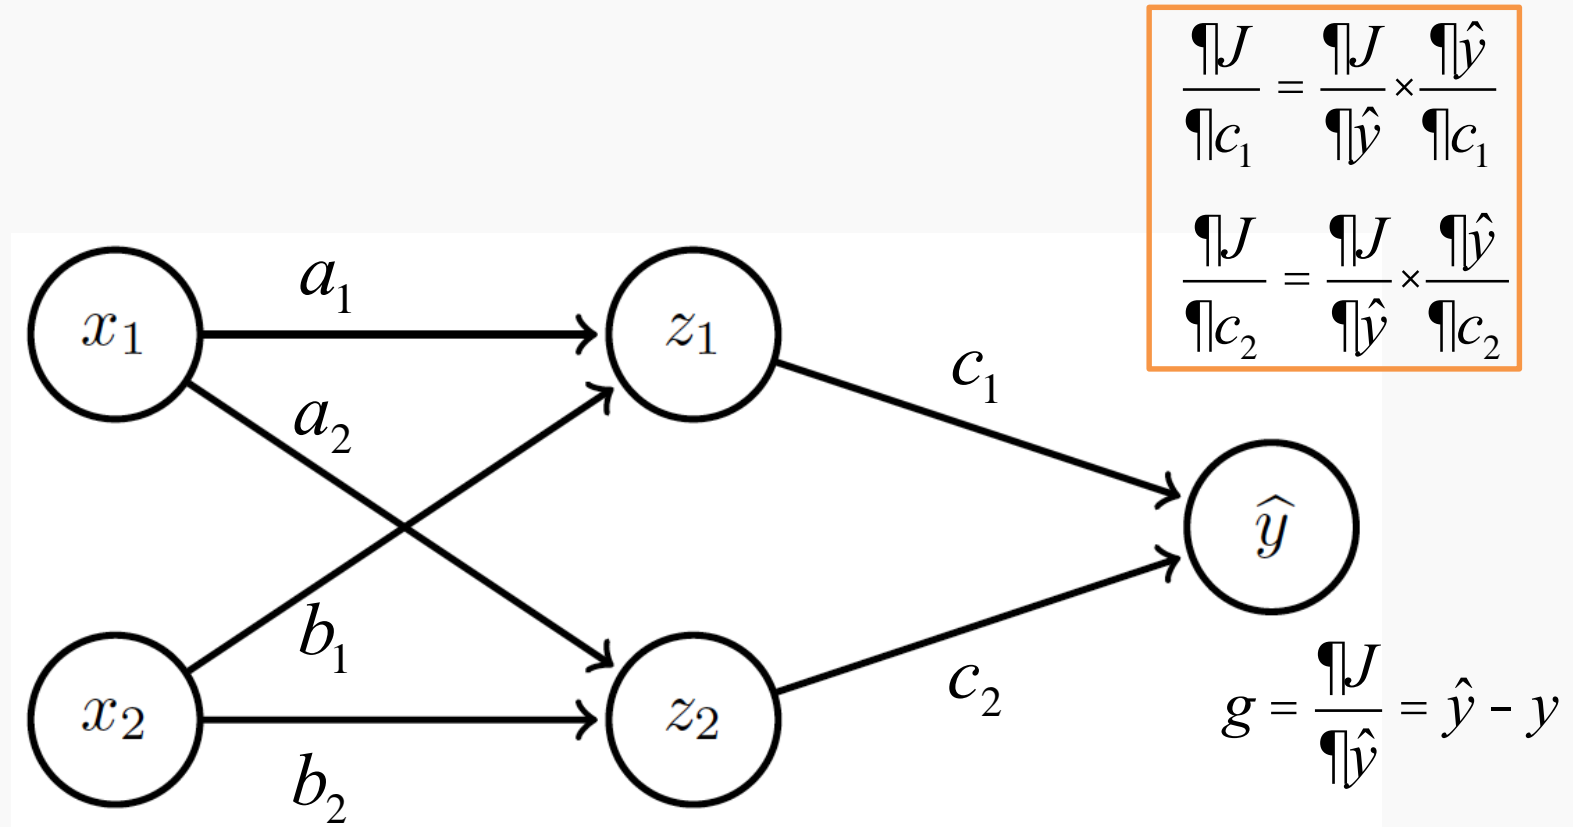 ¶J/¶c₁ = ¶J/¶ŷ × ¶ŷ/¶c₁
¶J/¶c₂ = ¶J/¶ŷ × ¶ŷ/¶c₂
x₁ a₁ z₁
a₂
c₁
ŷ
b₁
x₂ b₂ z₂
c₂
g = ¶J/¶ŷ = ŷ - y